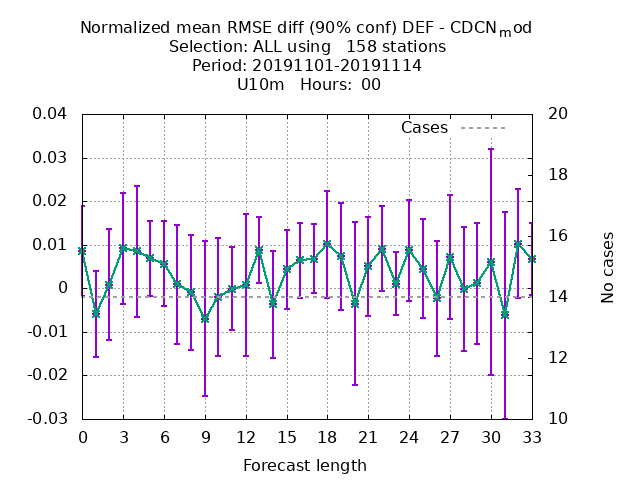 Normalized mean RMSE diff (90% conf) DEF - CDCN_mod
Selection: ALL using   158 stations
Period: 20191101-20191114
U10m   Hours:  00
Cases
0.04
0.03
0.02
0.01
0
-0.01
-0.02
-0.03
20
18
16
14
12
10
No cases
0 3 6 9 12 15 18 21 24 27 30 33
Forecast length